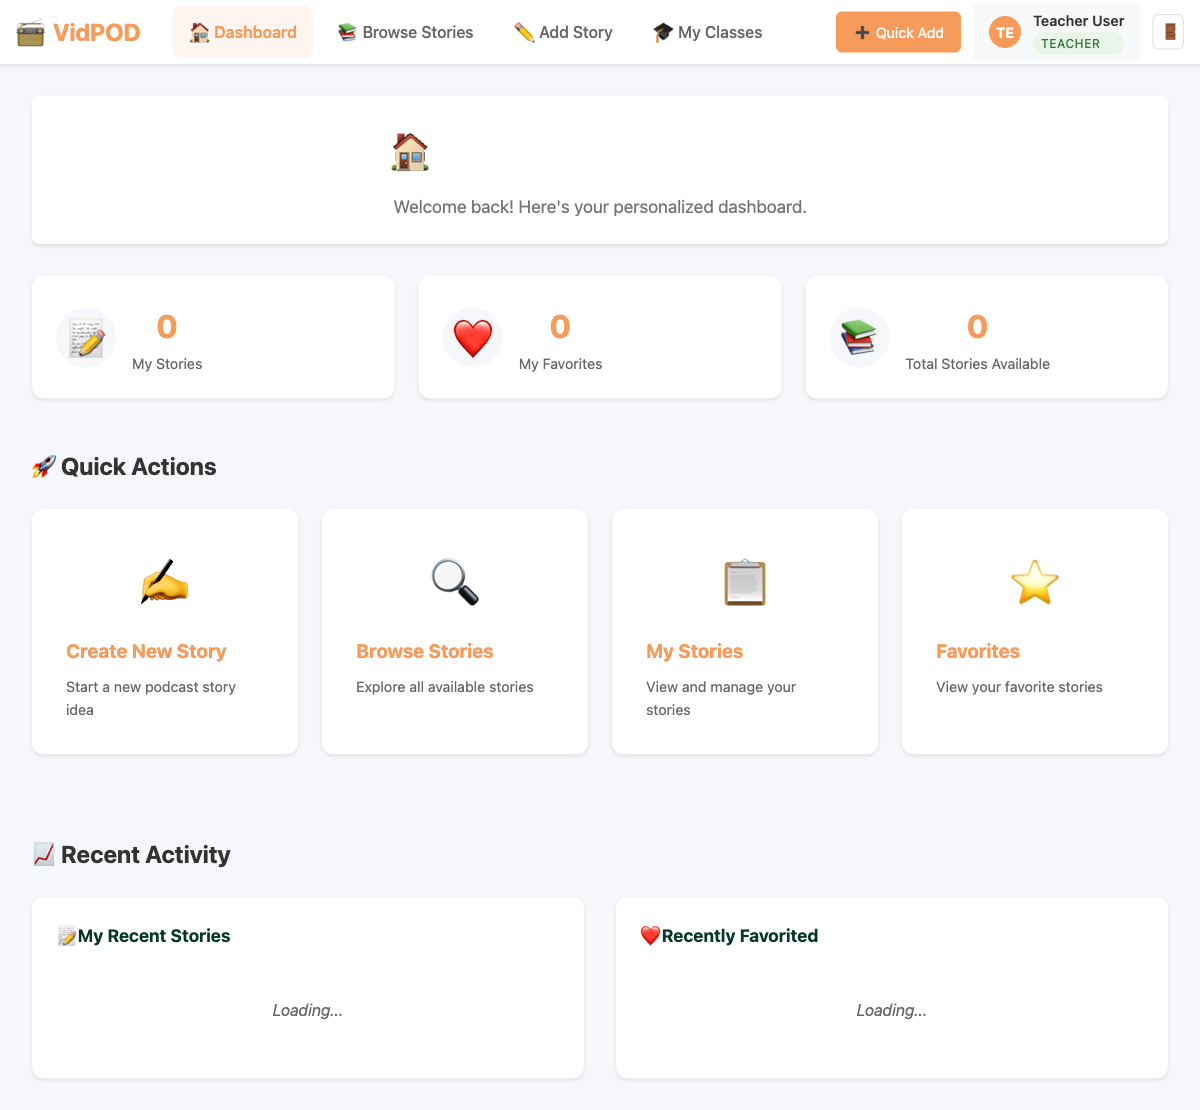 VidPOD
Dashboard
Browse Stories
Add Story
My Classes
Quick Add
TE
Teacher User
TEACHER
Welcome back! Here's your personalized dashboard.
0
My Stories
0
My Favorites
0
Total Stories Available
Quick Actions
Create New Story
Start a new podcast story
idea
Browse Stories
Explore all available stories
My Stories
View and manage your
stories
Favorites
View your favorite stories
Recent Activity
My Recent Stories
Loading...
Recently Favorited
Loading...